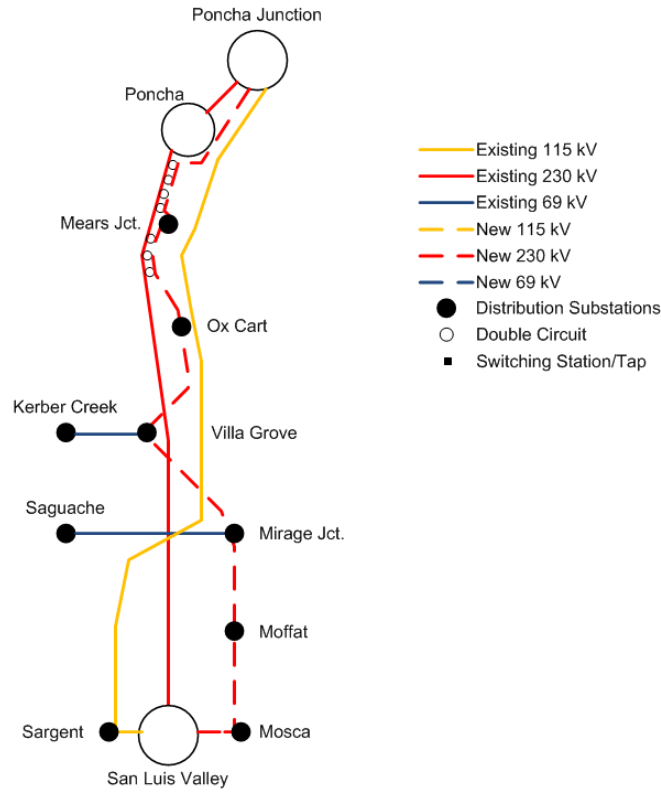 Poncha Junction
Poncha
Existing 115 kV
Existing 230 kV
Existing 69 kV
Mears Jct.
New 115 kV
New 230 kV
New 69 kV
Distribution Substations
Ox Cart
Double Circuit
Switching Station/Tap
Kerber Creek
Villa Grove
Saguache
Mirage Jct.
Moffat
Sargent
Mosca
San Luis Valley